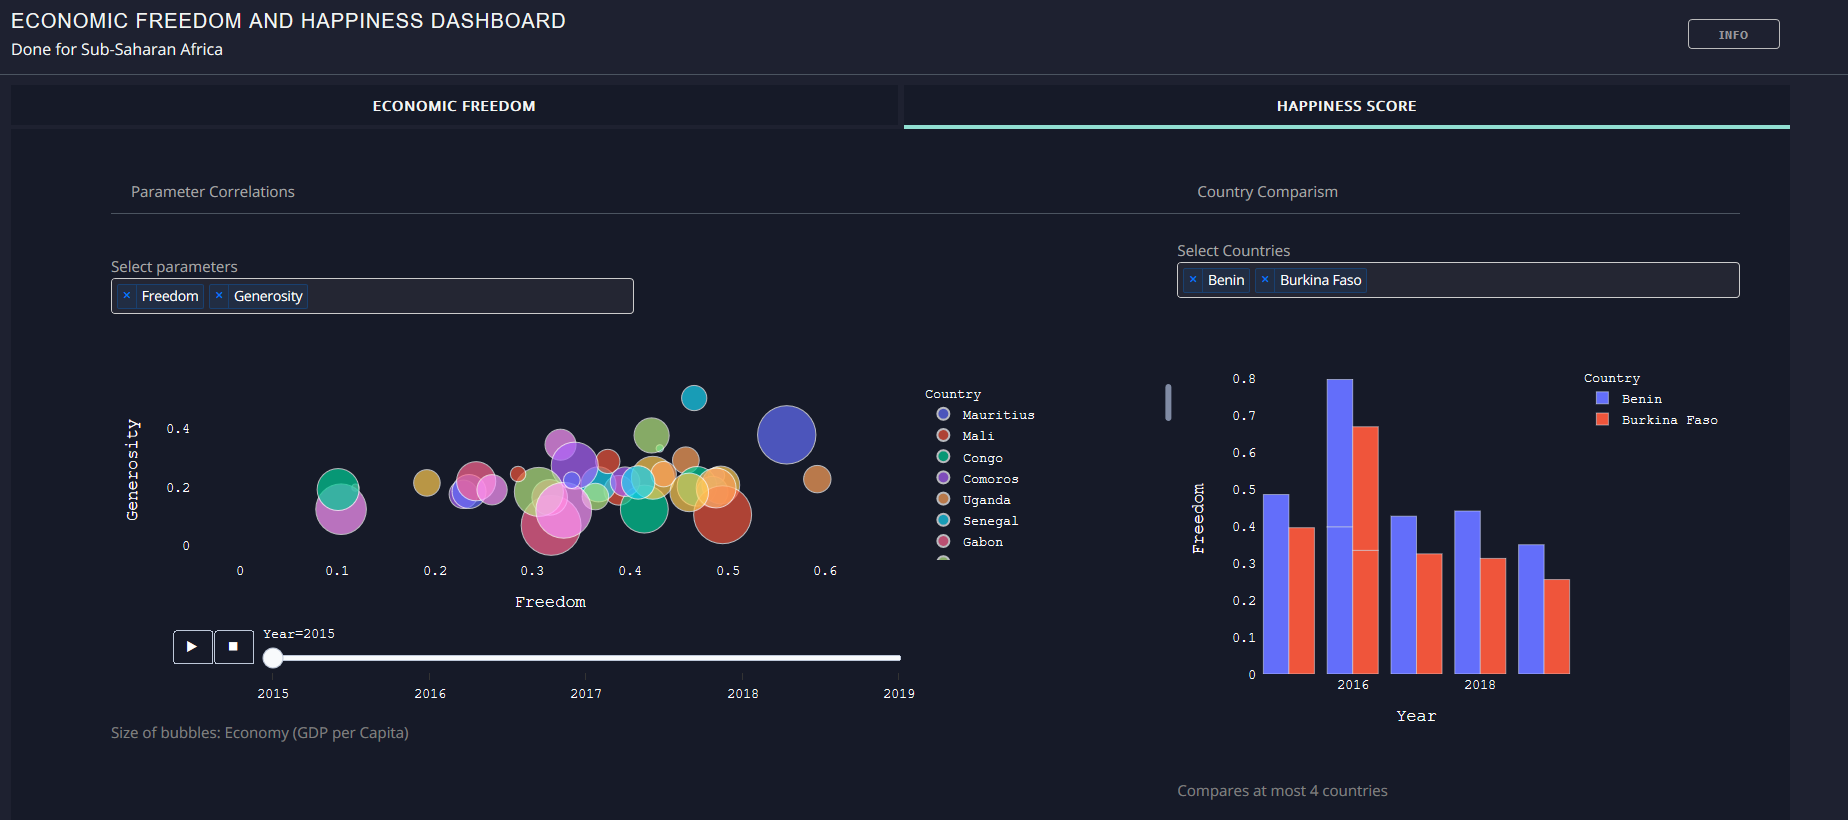 ECONOMIC FREEDOM AND HAPPINESS DASHBOARD
Done for Sub-Saharan Africa
INFO
ECONOMIC FREEDOM
HAPPINESS SCORE
Parameter Correlations
Country Comparism
Select parameters
× Freedom × Generosity
Select Countries
× Benin × Burkina Faso
Generosity
0.4
0.2
0
0 0.1 0.2 0.3 0.4 0.5 0.6
Freedom
Country
Mauritius
Mali
Congo
Comoros
Uganda
Senegal
Gabon
Year=2015
2015 2016 2017 2018 2019
Size of bubbles: Economy (GDP per Capita)
Freedom
0.8
0.7
0.6
0.5
0.4
0.3
0.2
0.1
0
2016 2018
Year
Country
Benin
Burkina Faso
Compares at most 4 countries